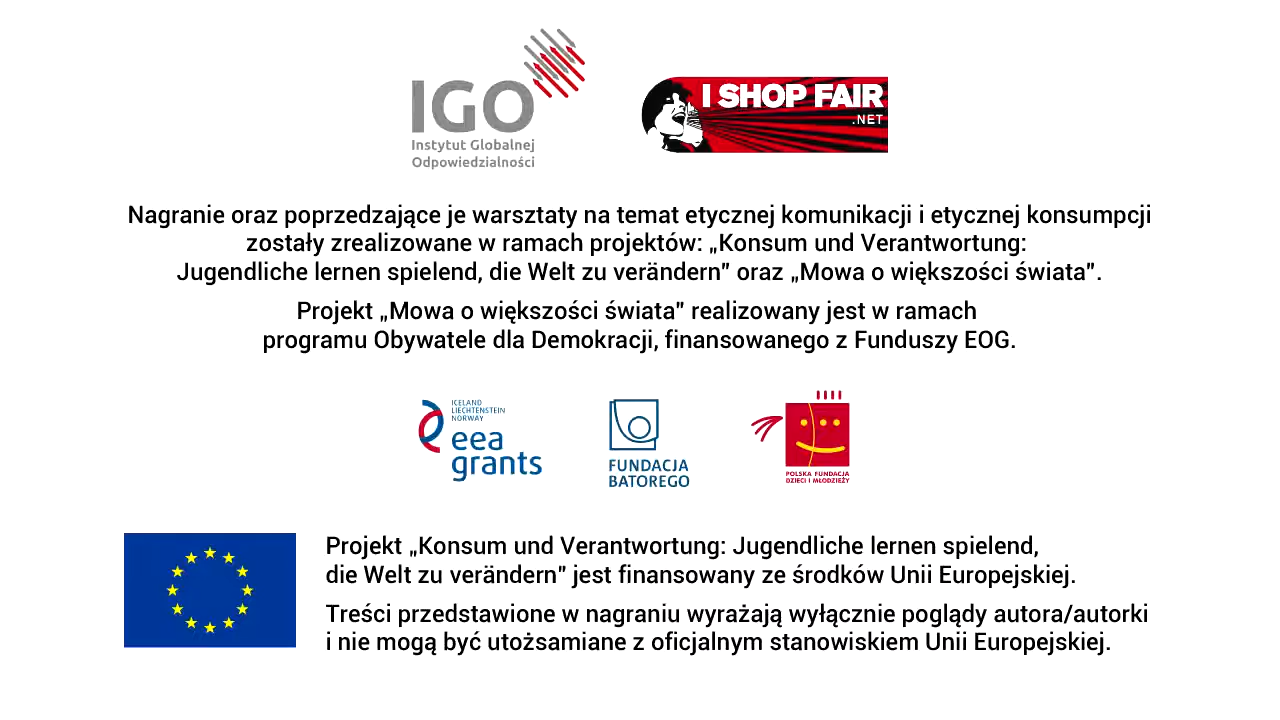 IGO
Instytut Globalnej
Odpowiedzialności
I SHOP FAIR
.NET
Nagranie oraz poprzedzające je warsztaty na temat etycznej komunikacji i etycznej konsumpcji
zostały zrealizowane w ramach projektów: „Konsum und Verantwortung:
Jugendliche lernen spielend, die Welt zu verändern" oraz „Mowa o większości świata".
Projekt „Mowa o większości świata" realizowany jest w ramach
programu Obywatele dla Demokracji, finansowanego z Funduszy EOG.
ICELAND
LIECHTENSTEIN
NORWAY
eea
grants
FUNDACJA
BATOREGO
POLSKA FUNDACJA
DZIECI I MŁODZIEŻY
Projekt „Konsum und Verantwortung: Jugendliche lernen spielend,
die Welt zu verändern" jest finansowany ze środków Unii Europejskiej.
Treści przedstawione w nagraniu wyrażają wyłącznie poglądy autora/autorki
i nie mogą być utożsamiane z oficjalnym stanowiskiem Unii Europejskiej.